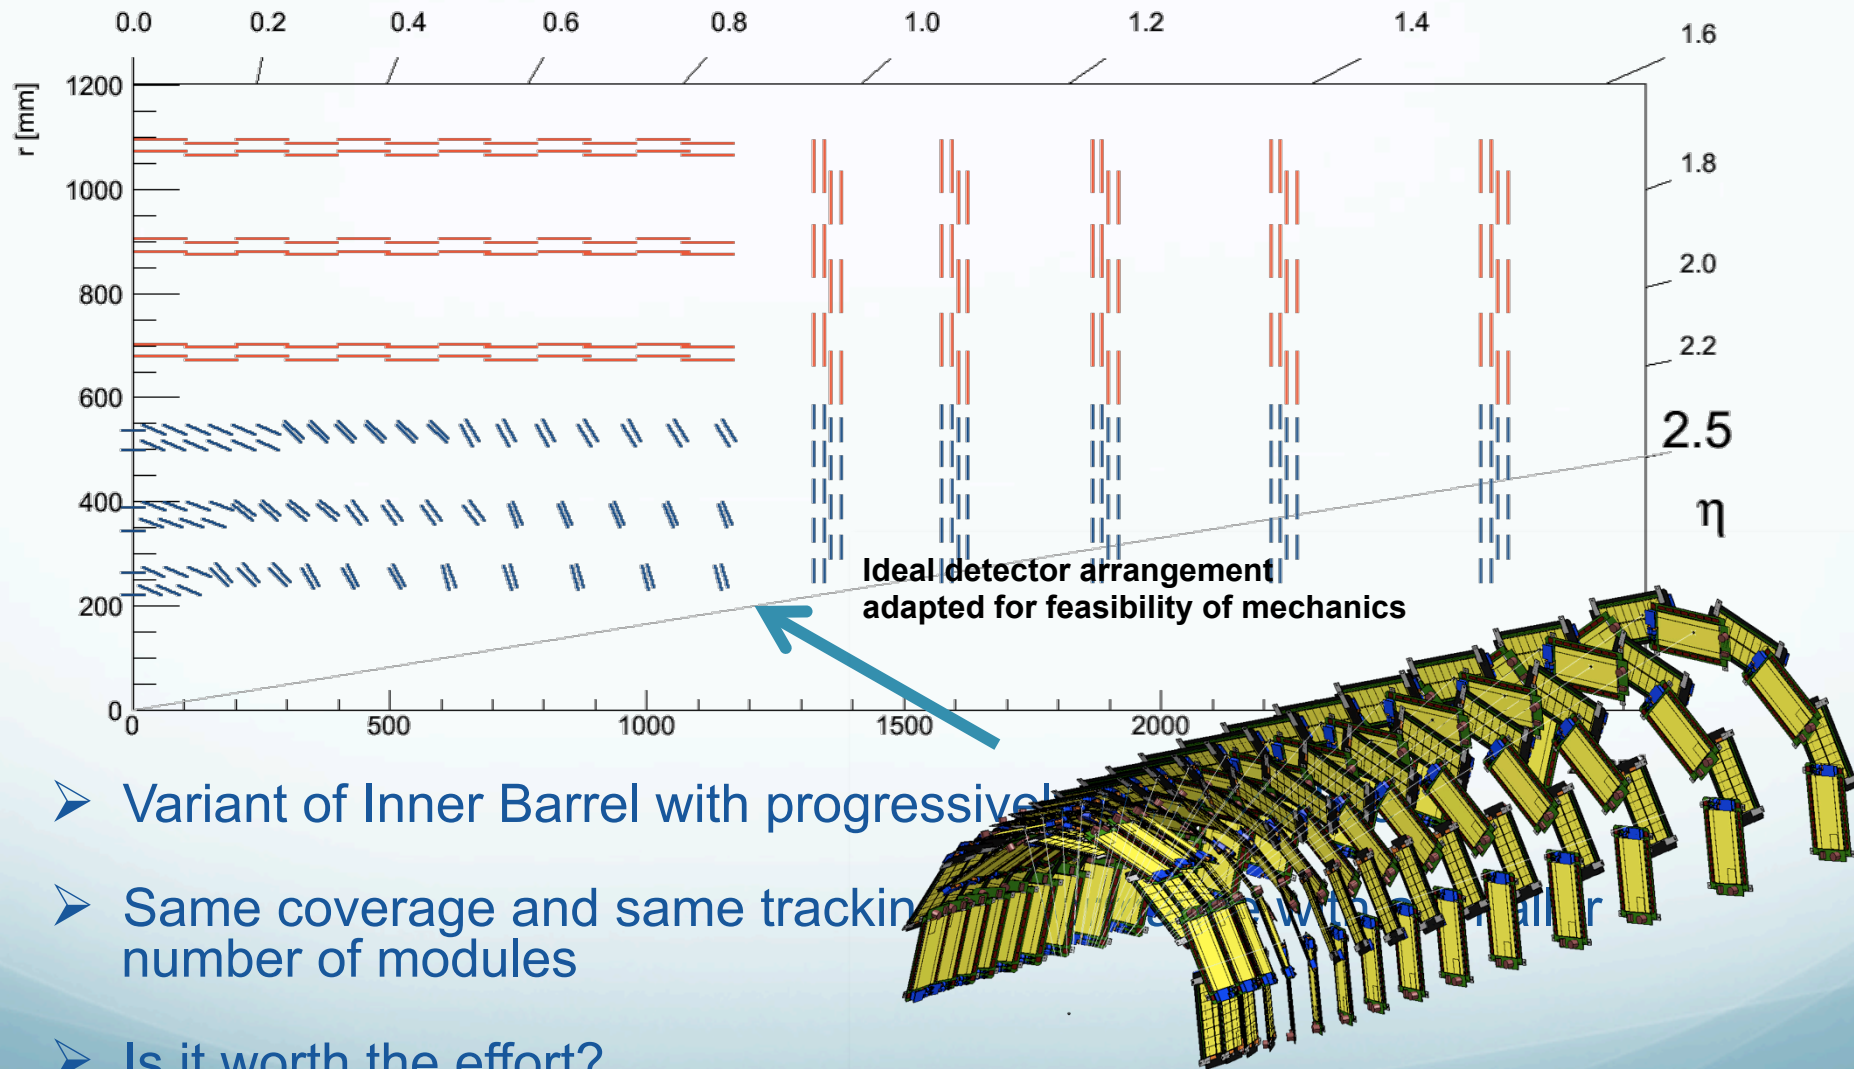 0.0 0.2 0.4 0.6 0.8 1.0 1.2 1.4 1.6
r [mm]
1200
1000
800
600
400
200
0
1.8
2.0
2.2
2.5
η
0 500 1000 1500 2000
Ideal detector arrangement
adapted for feasibility of mechanics
➢ Variant of Inner Barrel with
➢ Same coverage and same with
number of modules
➢ Is it worth the effort?